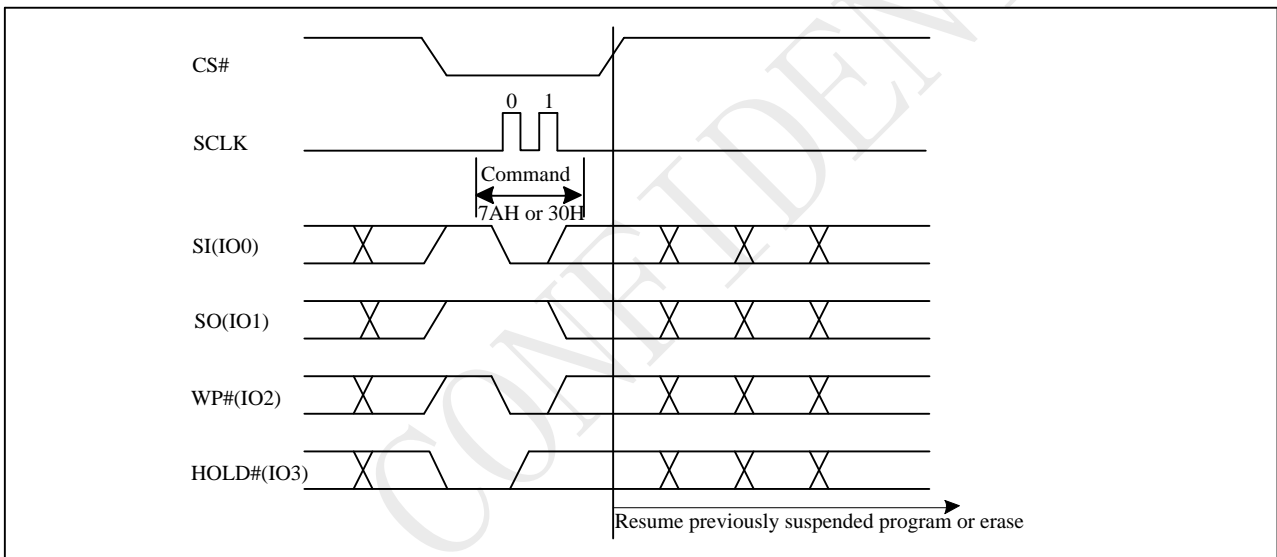 CS#
0 1
SCLK
Command
7AH or 30H
SI(IO0)
SO(IO1)
WP#(IO2)
HOLD#(IO3)
Resume previously suspended program or erase